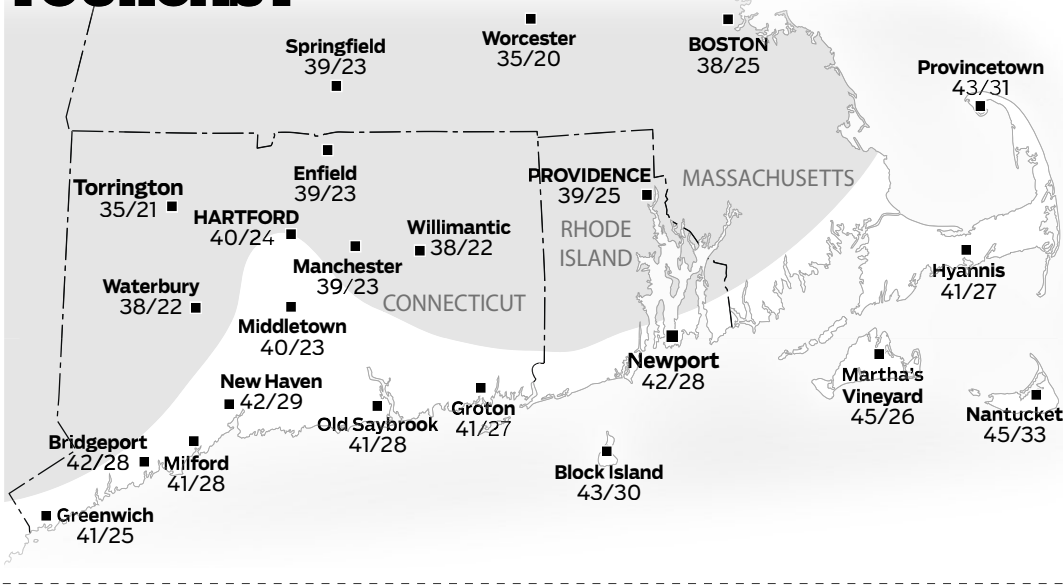 Springfield
39/23
Worcester
35/20
BOSTON
38/25
Provincetown
43/31
Enfield
39/23
Torrington
35/21
PROVIDENCE
39/25
MASSACHUSETTS
HARTFORD
40/24
Willimantic
38/22
RHODE
ISLAND
Manchester
39/23
Hyannis
41/27
Waterbury
38/22
CONNECTICUT
Middletown
40/23
Newport
42/28
Martha's
Vineyard
45/26
New Haven
42/29
Old Saybrook
41/28
Groton
41/27
Nantucket
45/33
Bridgeport
42/28
Milford
41/28
Block Island
43/30
Greenwich
41/25